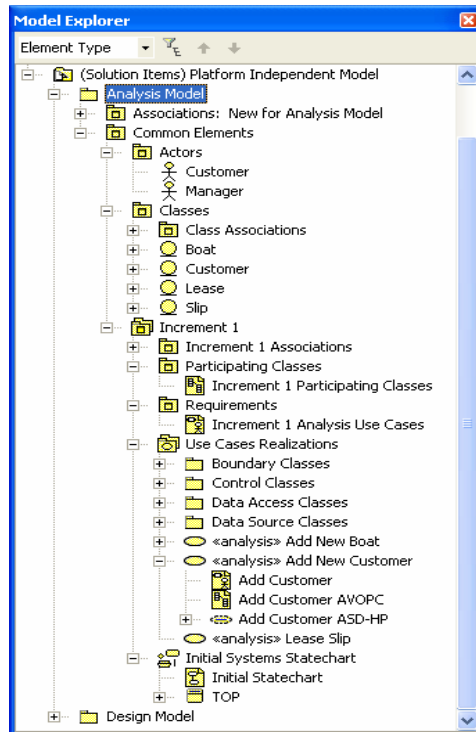 Model Explorer
Element Type
(Solution Items) Platform Independent Model
Analysis Model
Associations: New for Analysis Model
Common Elements
Actors
Customer
Manager
Classes
Class Associations
Boat
Customer
Lease
Slip
Increment 1
Increment 1 Associations
Participating Classes
Increment 1 Participating Classes
Requirements
Increment 1 Analysis Use Cases
Use Cases Realizations
Boundary Classes
Control Classes
Data Access Classes
Data Source Classes
«analysis» Add New Boat
«analysis» Add New Customer
Add Customer
Add Customer AVOPC
Add Customer ASD-HP
«analysis» Lease Slip
Initial Systems Statechart
Initial Statechart
TOP
Design Model